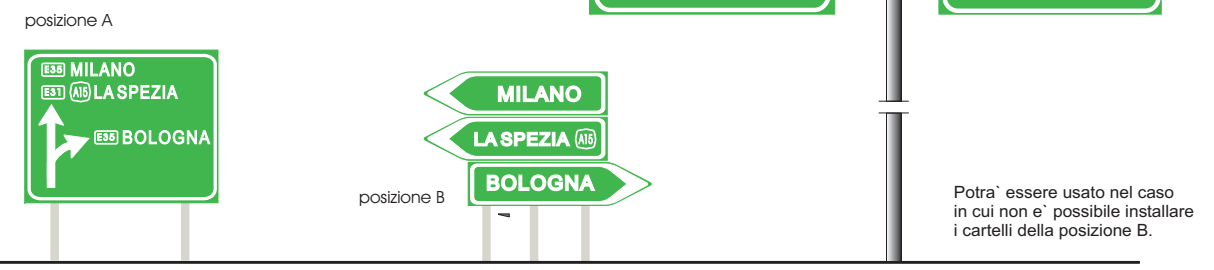 posizione A
E35 MILANO
E31 A15 LA SPEZIA
E35 BOLOGNA
MILANO
LA SPEZIA A15
BOLOGNA
posizione B
Potra` essere usato nel caso
in cui non e` possibile installare
i cartelli della posizione B.